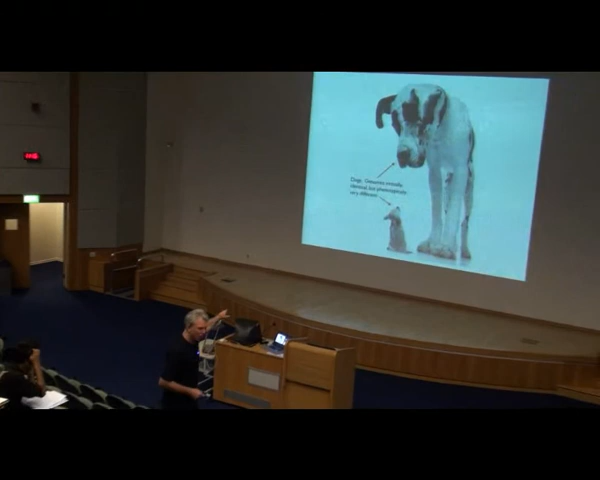 Dogs: Genomes virtually
identical, but phenotypically
very different